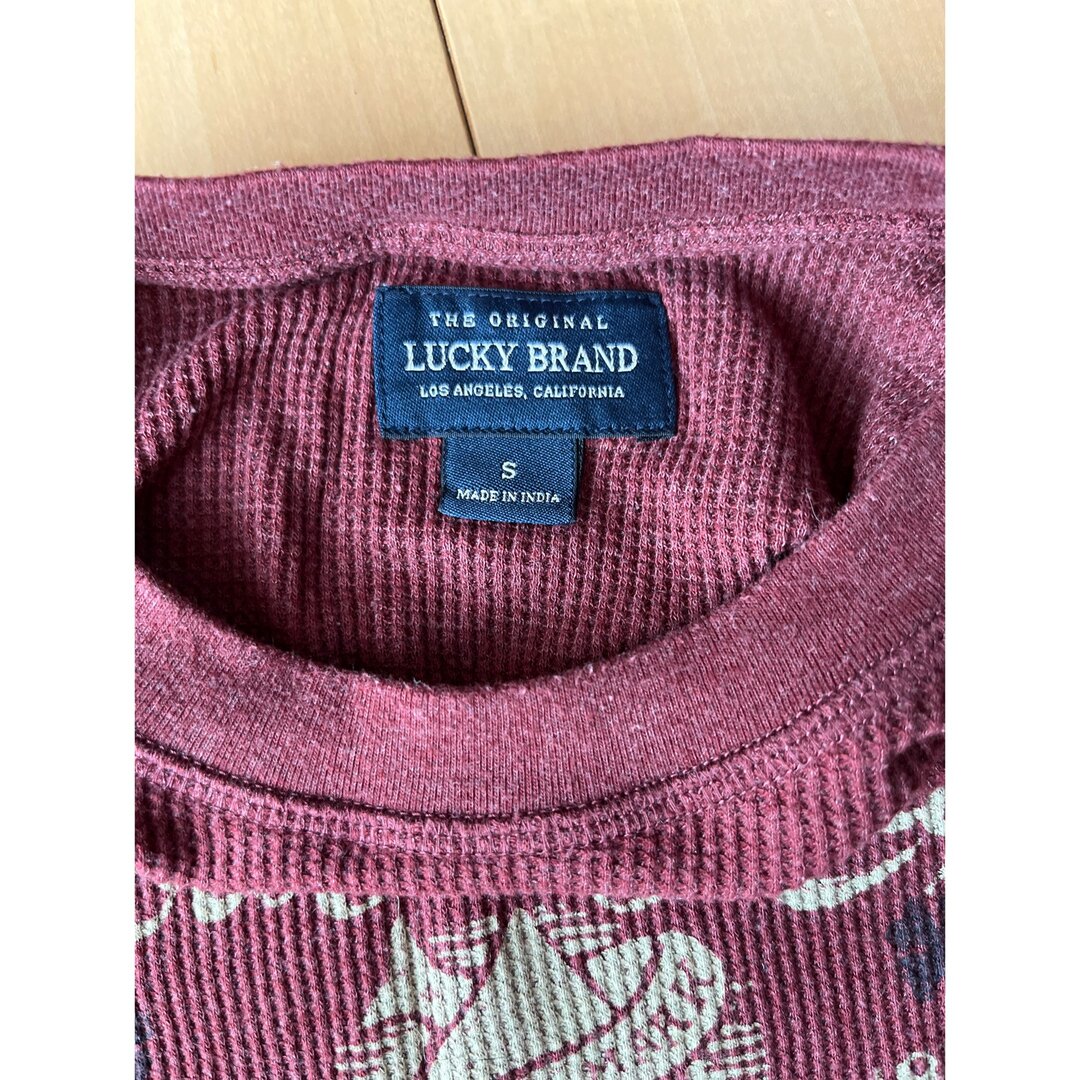 THE ORIGINAL
LUCKY BRAND
LOS ANGELES, CALIFORNIA
S
MADE IN INDIA